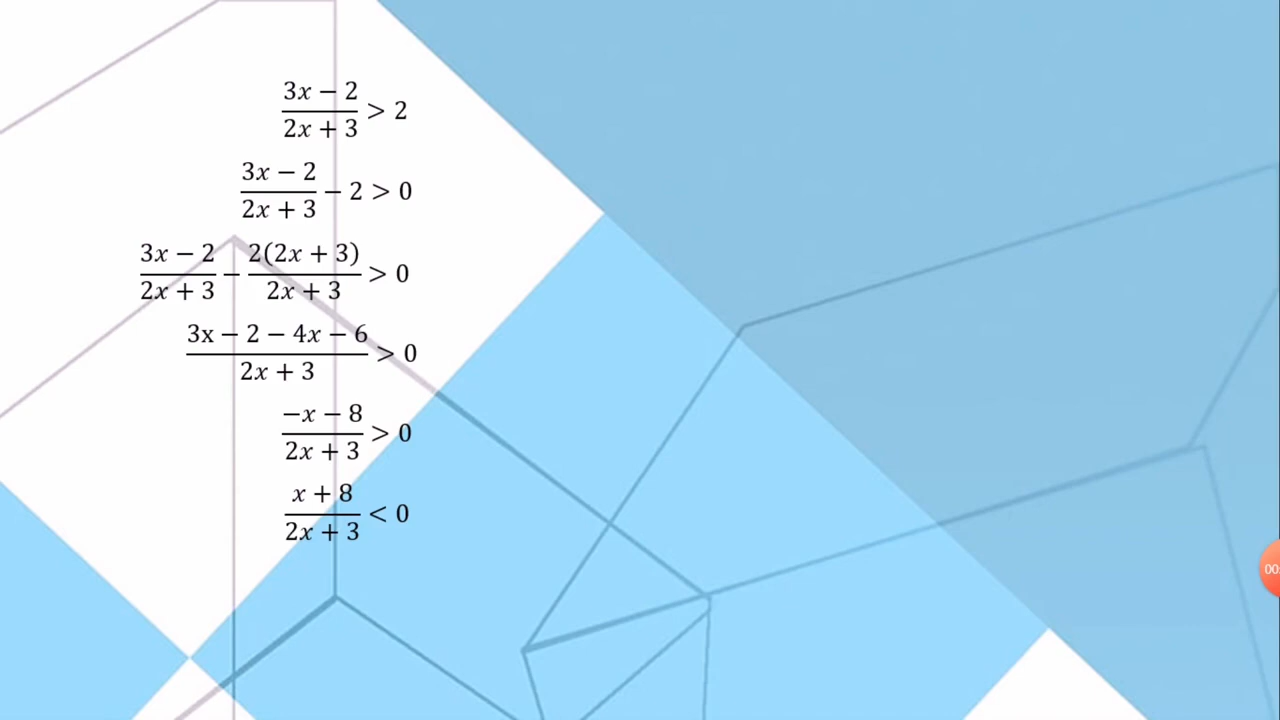 (3x − 2)/(2x + 3) > 2
(3x − 2)/(2x + 3) − 2 > 0
(3x − 2)/(2x + 3) − 2(2x + 3)/(2x + 3) > 0
(3x − 2 − 4x − 6)/(2x + 3) > 0
(−x − 8)/(2x + 3) > 0
(x + 8)/(2x + 3) < 0